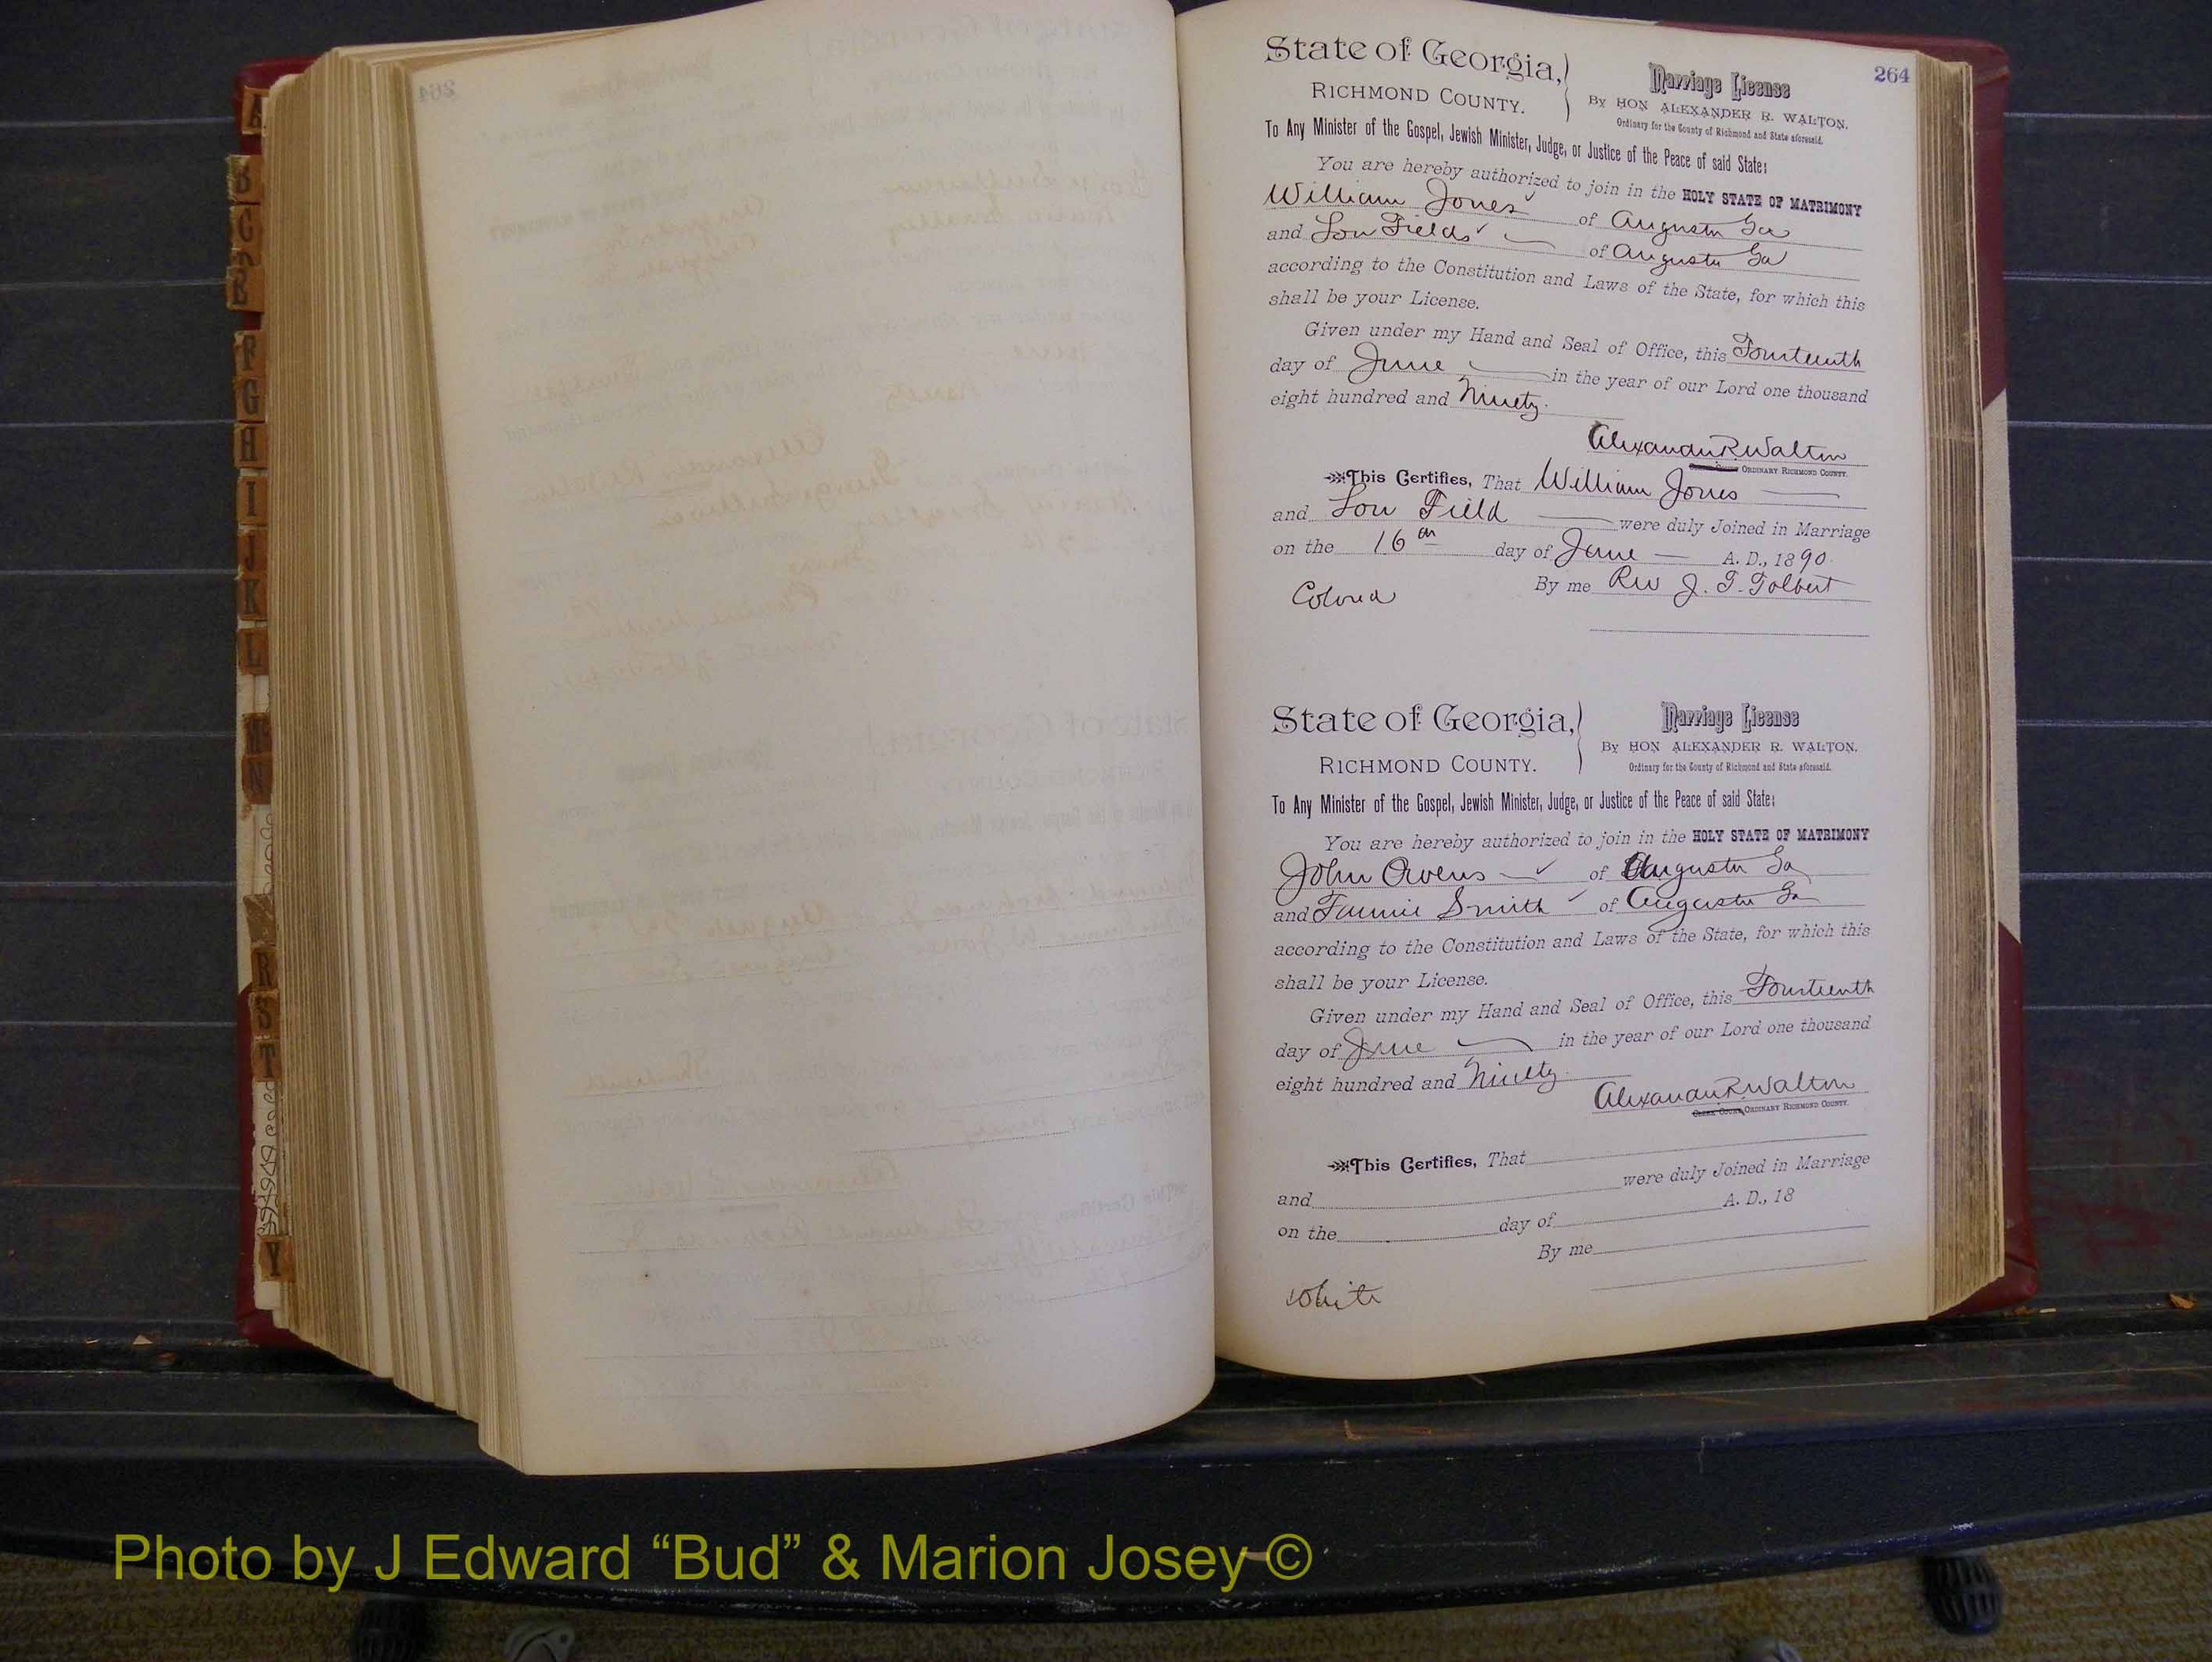 264
State of Georgia,
RICHMOND COUNTY.
Marriage License
By HON ALEXANDER R. WALTON.
Ordinary for the County of Richmond and State aforesaid.
To Any Minister of the Gospel, Jewish Minister, Judge, or Justice of the Peace of said State:
You are hereby authorized to join in the HOLY STATE OF MATRIMONY
William Jones of Augusta Ga
and Lou Fields of Augusta Ga
according to the Constitution and Laws of the State, for which this
shall be your License.
Given under my Hand and Seal of Office, this Fourteenth
day of June in the year of our Lord one thousand
eight hundred and Ninety.
Alexander R Walton
ORDINARY RICHMOND COUNTY.
This Certifies, That William Jones
and Lou Field were duly Joined in Marriage
on the 16th day of June A. D., 1890.
By me Rev J. T. Tolbert
Colored
State of Georgia,
RICHMOND COUNTY.
Marriage License
By HON ALEXANDER R. WALTON.
Ordinary for the County of Richmond and State aforesaid.
To Any Minister of the Gospel, Jewish Minister, Judge, or Justice of the Peace of said State:
You are hereby authorized to join in the HOLY STATE OF MATRIMONY
John Owens of Augusta Ga
and Fannie Smith of Augusta Ga
according to the Constitution and Laws of the State, for which this
shall be your License.
Given under my Hand and Seal of Office, this Fourteenth
day of June in the year of our Lord one thousand
eight hundred and Ninety.
Alexander R Walton
CLERK COURT ORDINARY RICHMOND COUNTY.
This Certifies, That
and were duly Joined in Marriage
on the day of A. D., 18
By me
White
A
B
C
F
G
H
I
J
K
L
N
R
S
T
Y
Photo by J Edward “Bud” & Marion Josey ©